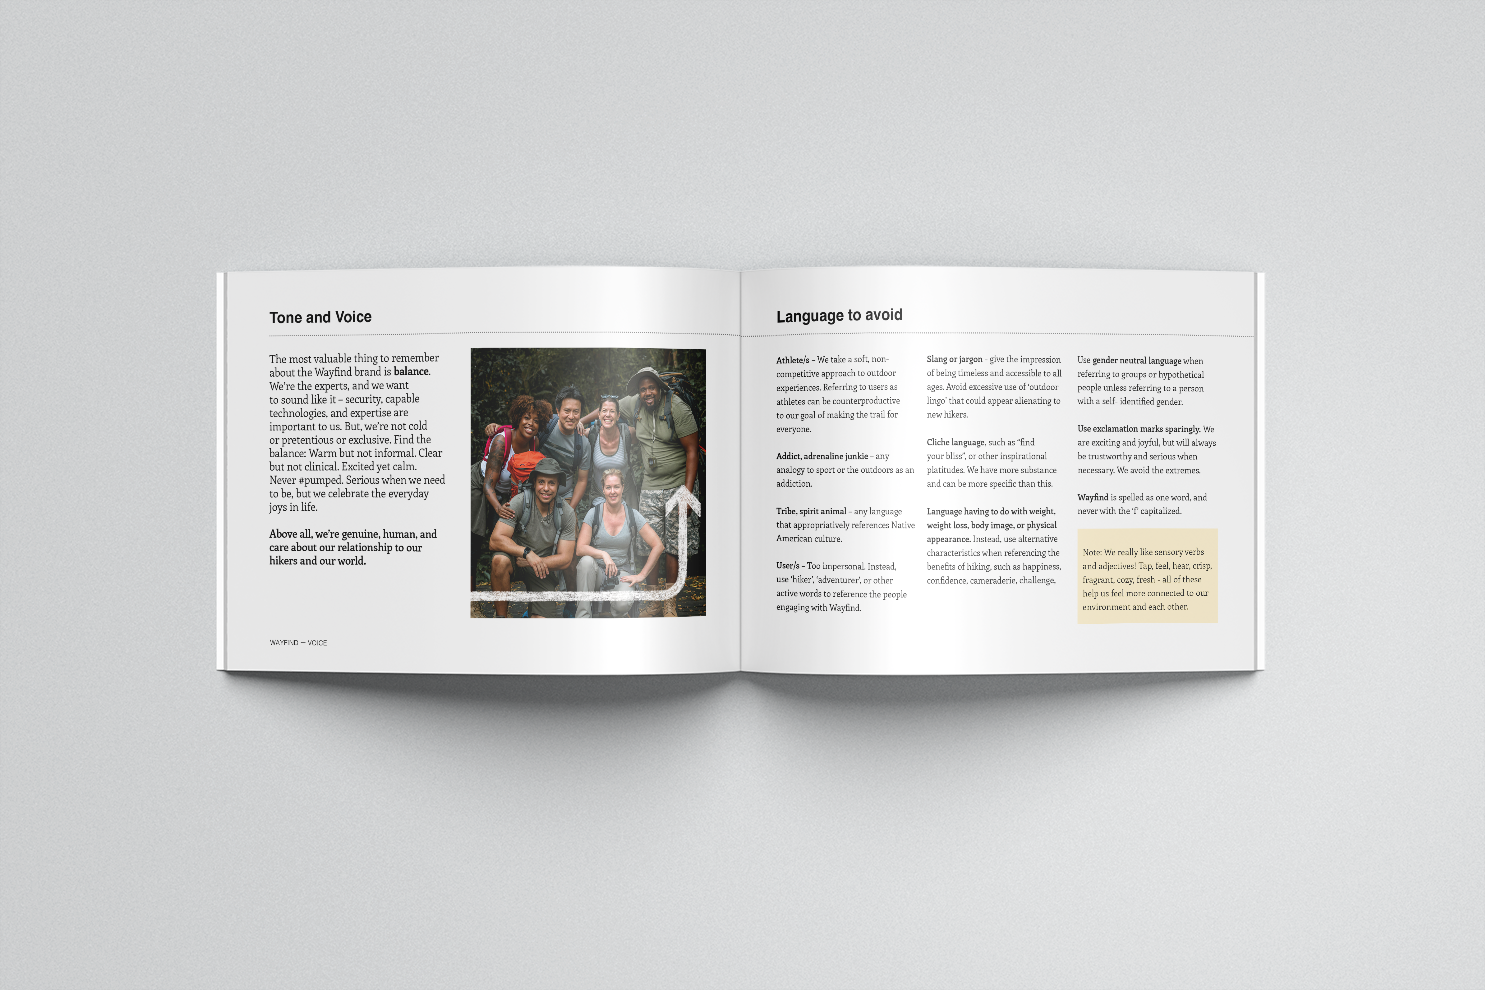 Tone and Voice
The most valuable thing to remember
about the Wayfind brand is balance.
We're the experts, and we want
to sound like it – security, capable
technologies, and expertise are
important to us. But, we're not cold
or pretentious or exclusive. Find the
balance: Warm but not informal. Clear
but not clinical. Excited yet calm.
Never #pumped. Serious when we need
to be, but we celebrate the everyday
joys in life.
Above all, we're genuine, human, and
care about our relationship to our
hikers and our world.
WAYFIND — VOICE
Language to avoid
Athlete/s – We take a soft, non-
competitive approach to outdoor
experiences. Referring to users as
athletes can be counterproductive
to our goal of making the trail for
everyone.
Addict, adrenaline junkie – any
analogy to sport or the outdoors as an
addiction.
Tribe, spirit animal – any language
that appropriatively references Native
American culture.
User/s – Too impersonal. Instead,
use 'hiker', 'adventurer', or other
active words to reference the people
engaging with Wayfind.
Slang or jargon - give the impression
of being timeless and accessible to all
ages. Avoid excessive use of 'outdoor
lingo' that could appear alienating to
new hikers.
Cliche language, such as "find
your bliss", or other inspirational
platitudes. We have more substance
and can be more specific than this.
Language having to do with weight,
weight loss, body image, or physical
appearance. Instead, use alternative
characteristics when referencing the
benefits of hiking, such as happiness,
confidence, cameraderie, challenge.
Use gender neutral language when
referring to groups or hypothetical
people unless referring to a person
with a self- identified gender.
Use exclamation marks sparingly. We
are exciting and joyful, but will always
be trustworthy and serious when
necessary. We avoid the extremes.
Wayfind is spelled as one word, and
never with the 'f' capitalized.
Note: We really like sensory verbs
and adjectives! Tap, feel, hear, crisp,
fragrant, cozy, fresh - all of these
help us feel more connected to our
environment and each other.